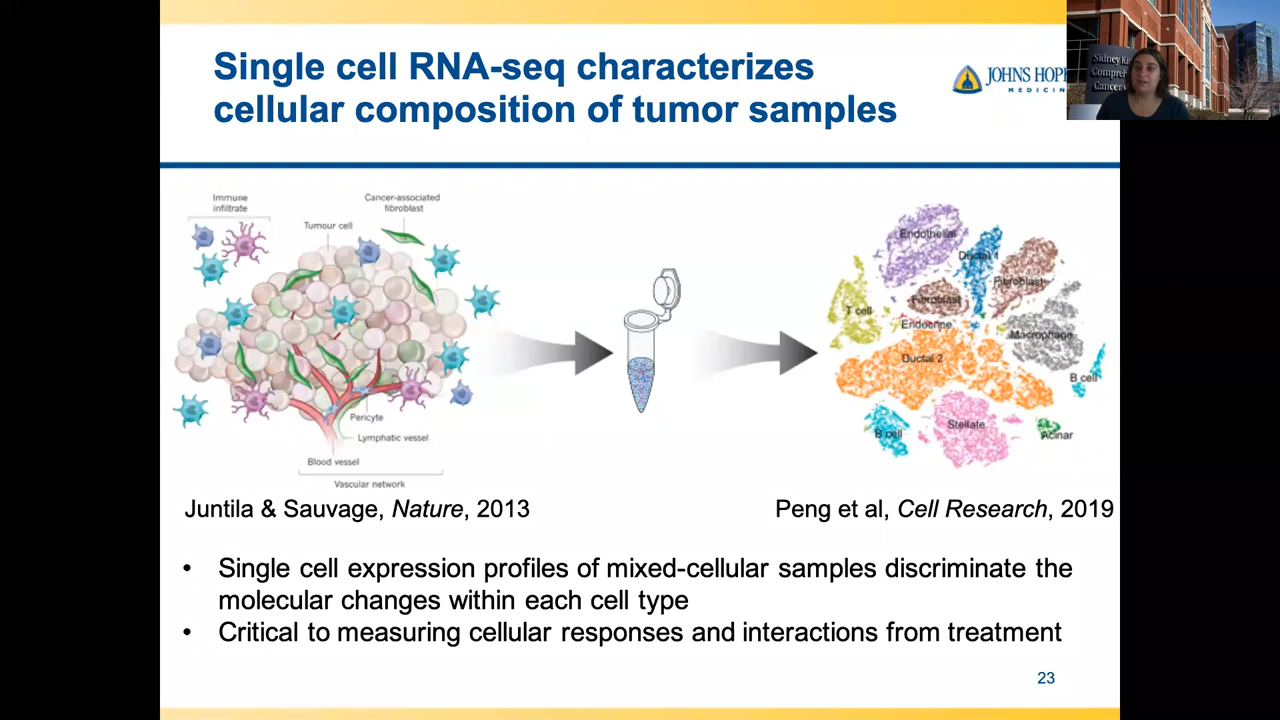 Single cell RNA-seq characterizes
cellular composition of tumor samples
JOHNS HOP
MEDICIN
Sidney Ki
Compreh
Cancer
Immune
infiltrate
Cancer-associated
fibroblast
Tumour cell
Pericyte
Lymphatic vessel
Blood vessel
Vascular network
Endothelial
Ductal 1
Fibroblast
Fibroblast
T cell
Endocrine
Macrophage
Ductal 2
B cell
B cell
Stellate
Acinar
Juntila & Sauvage, Nature, 2013
Peng et al, Cell Research, 2019
• Single cell expression profiles of mixed-cellular samples discriminate the
molecular changes within each cell type
• Critical to measuring cellular responses and interactions from treatment
23